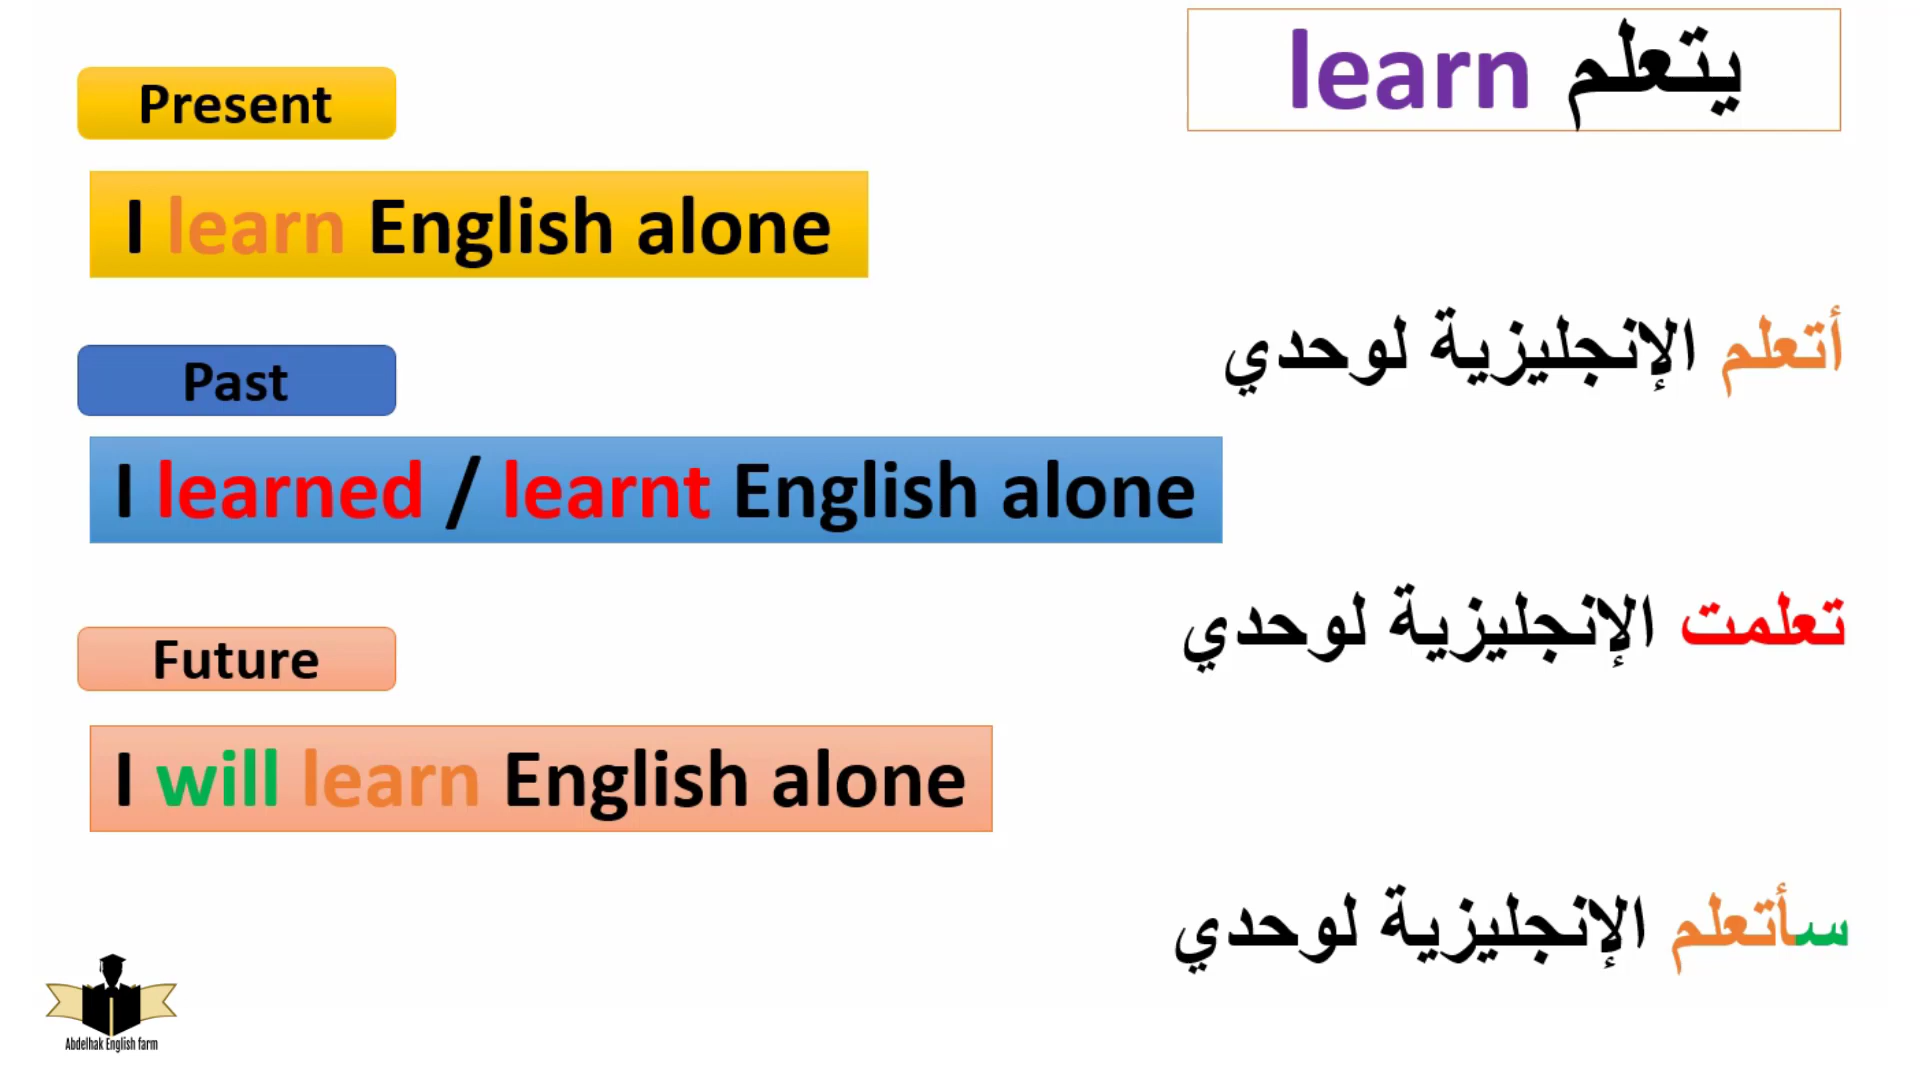 learn يتعلم
Present
I learn English alone
أتعلم الإنجليزية لوحدي
Past
I learned / learnt English alone
تعلمت الإنجليزية لوحدي
Future
I will learn English alone
سأتعلم الإنجليزية لوحدي
Abdelhak English farm